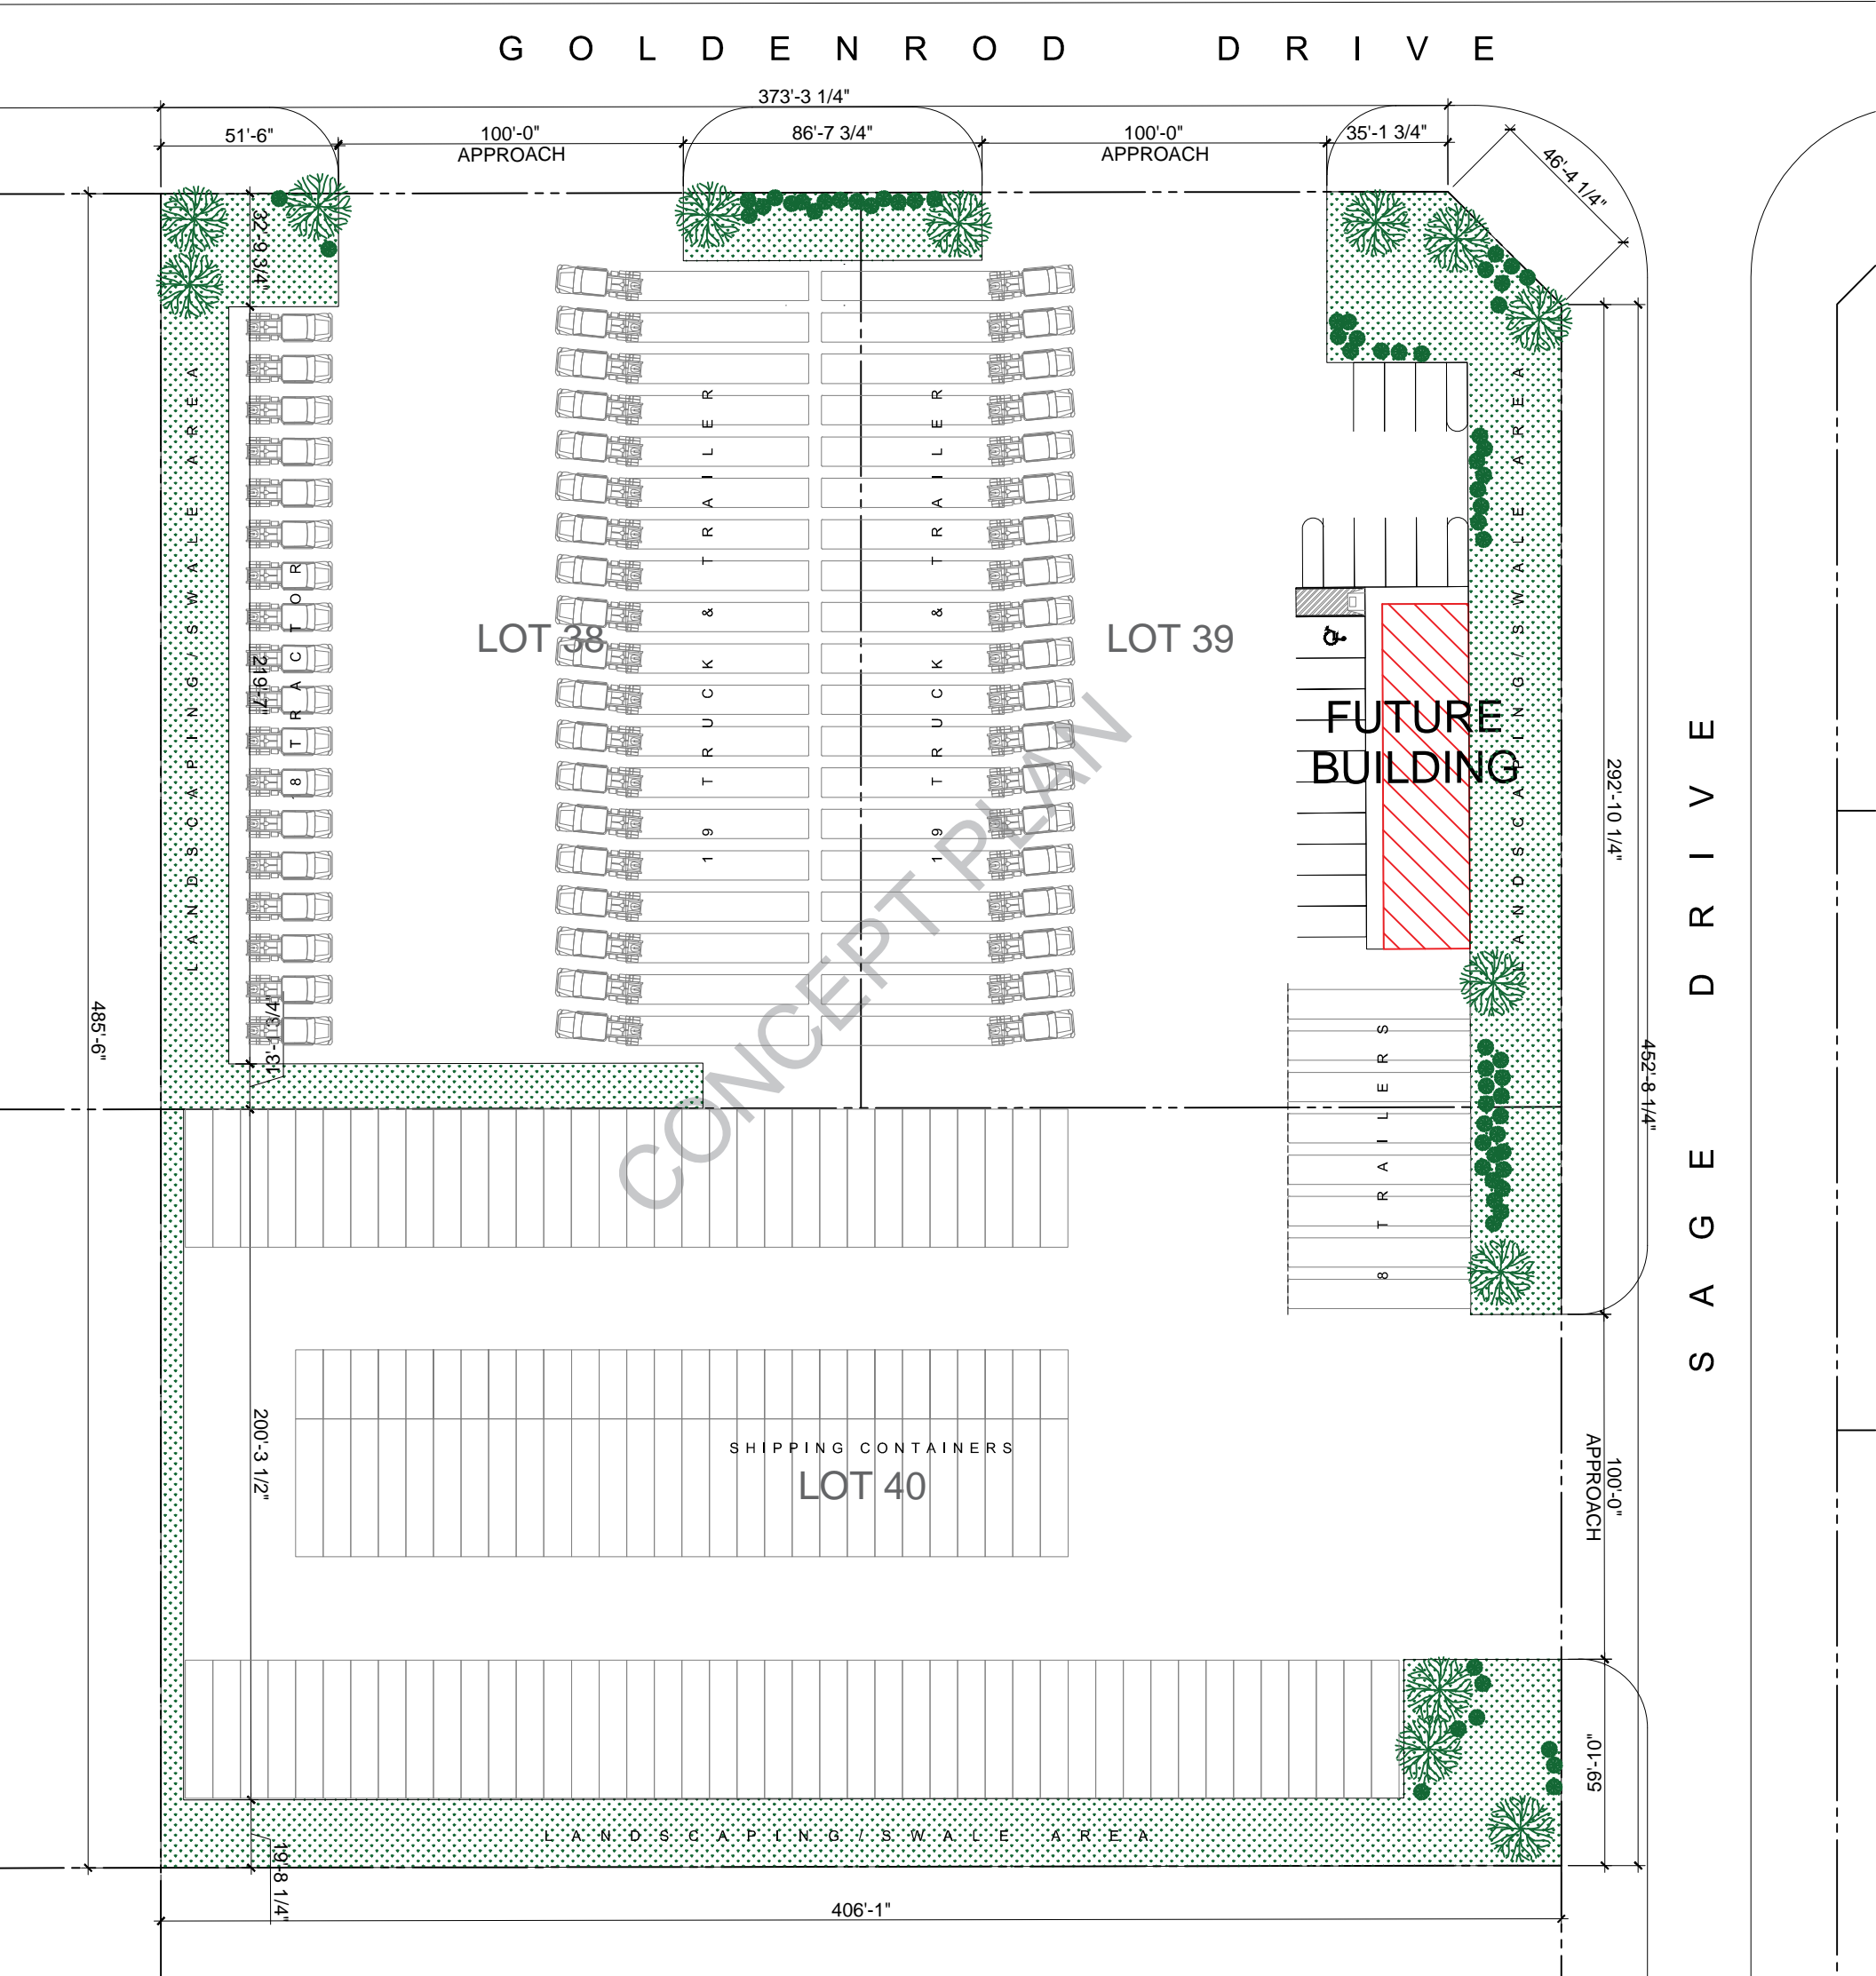 GOLDENROD DRIVE
373'-3 1/4"
51'-6"
100'-0"
APPROACH
86'-7 3/4"
100'-0"
APPROACH
35'-1 3/4"
46'-4 1/4"
32'-9 3/4"
LANDSCAPING/SWALE AREA
18 TRACTOR
219'-7"
LOT 38
19 TRUCK & TRAILER
19 TRUCK & TRAILER
LOT 39
FUTURE
BUILDING
LANDSCAPING/SWALE AREA
292'-10 1/4"
SAGE DRIVE
CONCEPT PLAN
485'-6"
13'-1 3/4"
8 TRAILERS
452'-8 1/4"
200'-3 1/2"
SHIPPING CONTAINERS
LOT 40
100'-0"
APPROACH
59'-10"
LANDSCAPING/SWALE AREA
19'-8 1/4"
406'-1"